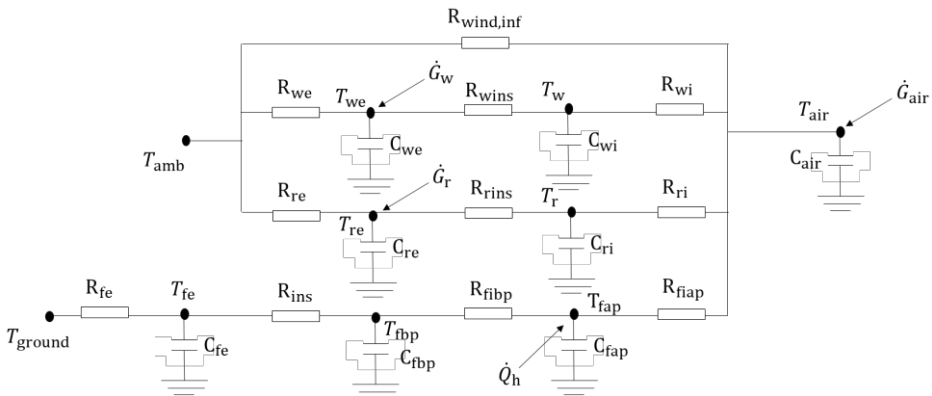 R_wind,inf
R_we
T_we
Ġ_w
R_wins
T_w
R_wi
T_air
Ġ_air
C_we
C_wi
C_air
T_amb
R_re
Ġ_r
R_rins
T_r
R_ri
T_re
C_re
C_ri
R_fe
T_fe
R_ins
R_fibp
T_fap
R_fiap
T_ground
C_fe
T_fbp
C_fbp
Q̇_h
C_fap